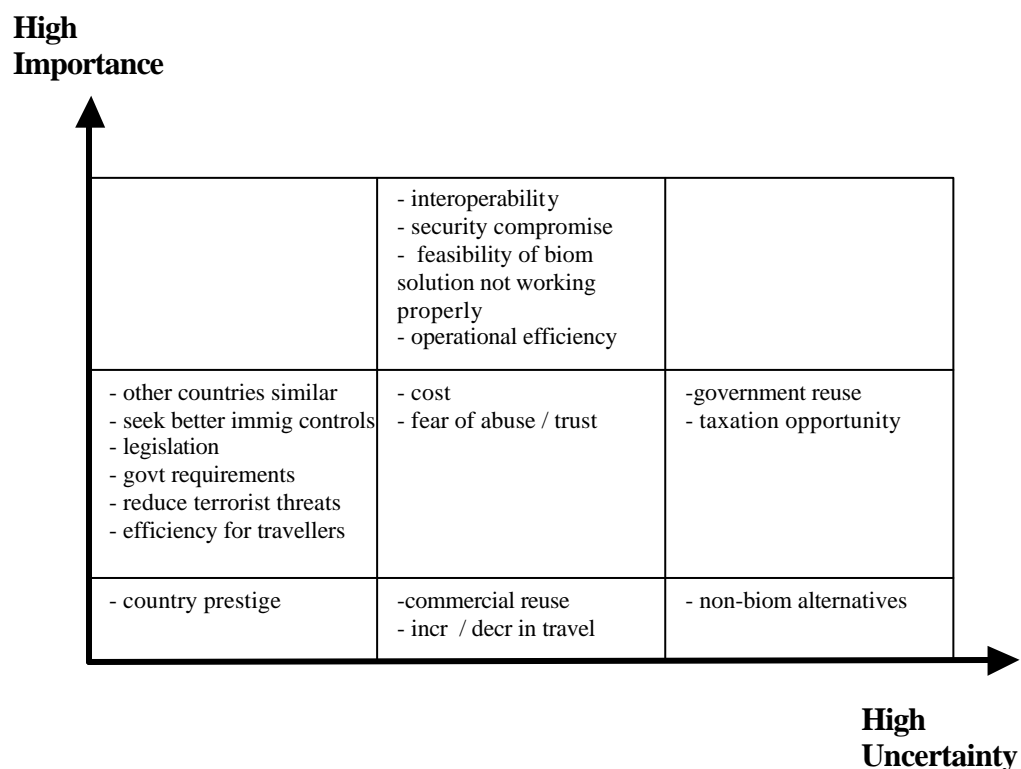 High
Importance
- interoperability
- security compromise
-  feasibility of biom
solution not working
properly
- operational efficiency
- other countries similar
- seek better immig controls
- legislation
- govt requirements
- reduce terrorist threats
- efficiency for travellers
- cost
- fear of abuse / trust
-government reuse
- taxation opportunity
- country prestige
-commercial reuse
- incr  / decr in travel
- non-biom alternatives
High
Uncertainty